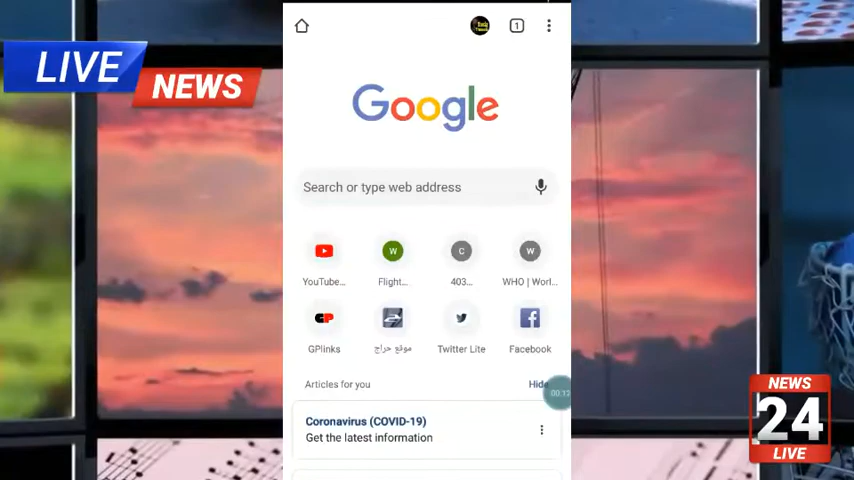 1
LIVE
NEWS
Google
Search or type web address
W
C
W
YouTube...
Flight...
403...
WHO | Worl...
GPlinks
موقع حراج
Twitter Lite
Facebook
Articles for you
Hide
Coronavirus (COVID-19)
Get the latest information
NEWS
24
LIVE